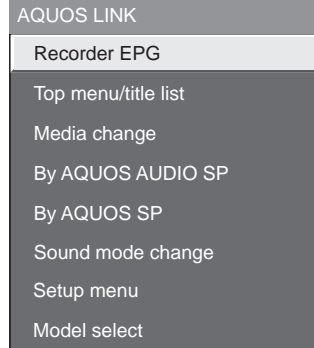 AQUOS LINK
Recorder EPG
Top menu/title list
Media change
By AQUOS AUDIO SP
By AQUOS SP
Sound mode change
Setup menu
Model select